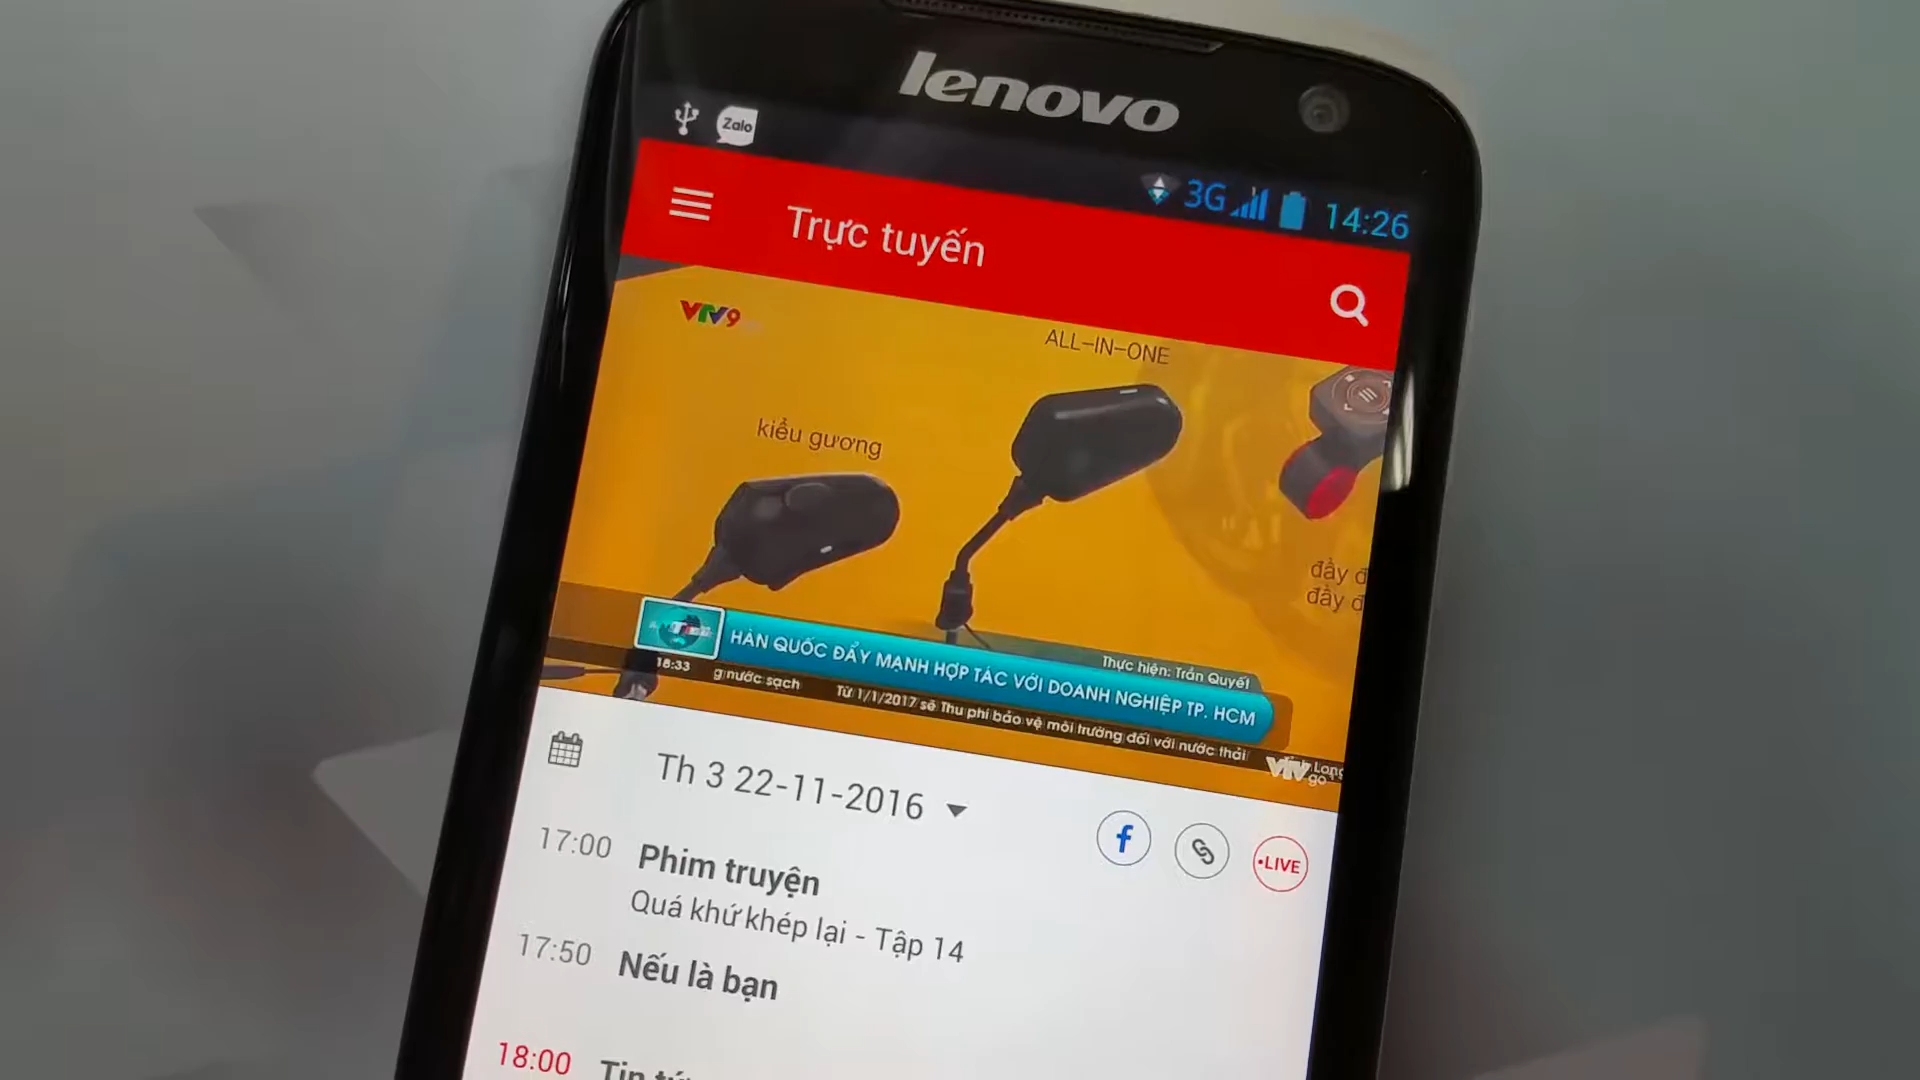 lenovo
Zalo
3G 14:26
Trực tuyến
VTV9
ALL-IN-ONE
kiểu gương
đầy đ
đầy đ
Thực hiện: Trần Quyết
HÀN QUỐC ĐẨY MẠNH HỢP TÁC VỚI DOANH NGHIỆP TP. HCM
18:33
g nước sạch Từ 1/1/2017 sẽ Thu phí bảo vệ môi trường đối với nước thải
VTV go
Th 3 22-11-2016
f
•LIVE
17:00 Phim truyện
Quá khứ khép lại - Tập 14
17:50 Nếu là bạn
18:00 Tin